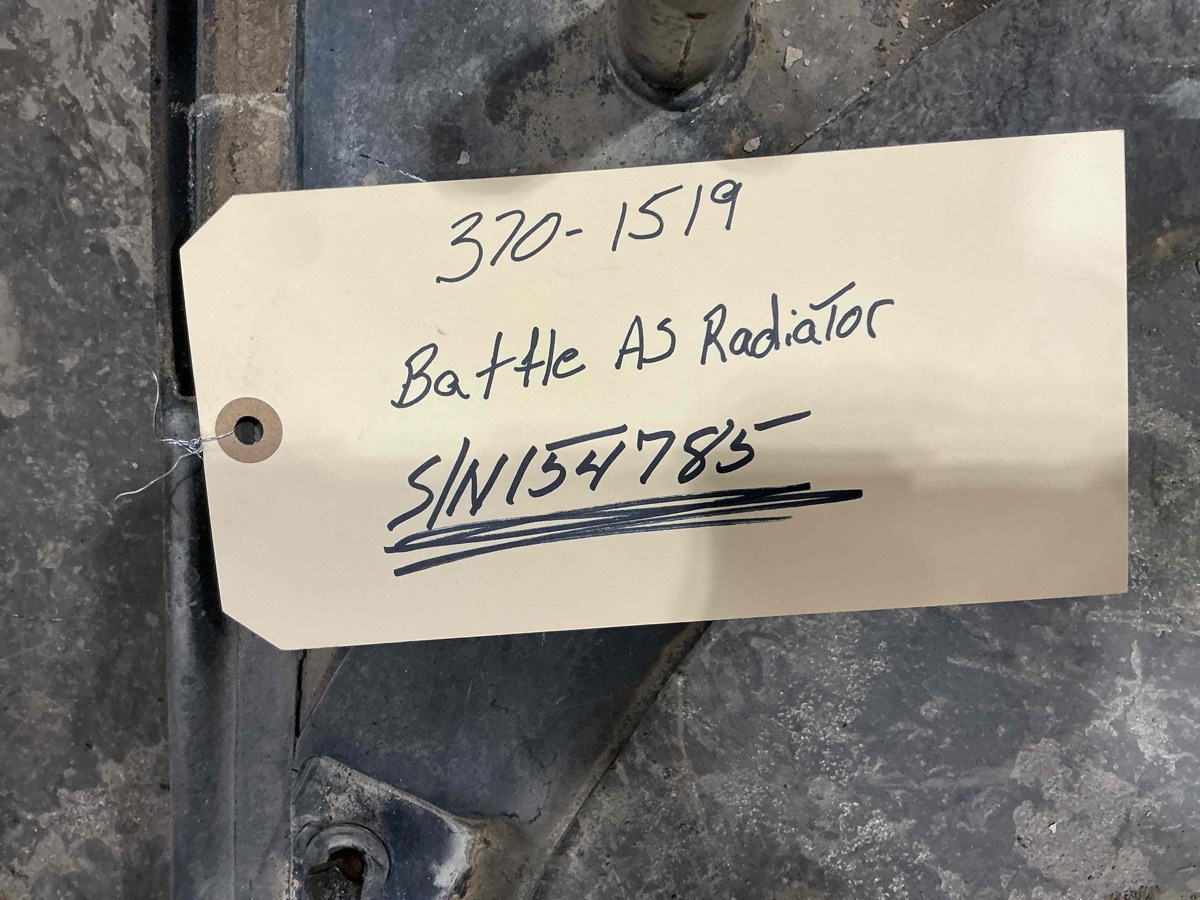 370-1519
Battle AS Radiator
S/N154785